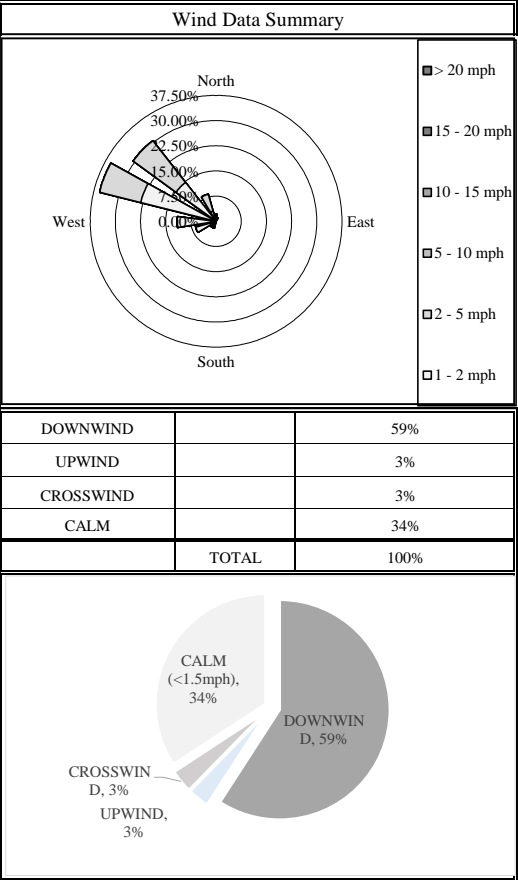 Wind Data Summary
North
37.50%
30.00%
22.50%
15.00%
7.50%
0.00%
West
East
South
> 20 mph
15 - 20 mph
10 - 15 mph
5 - 10 mph
2 - 5 mph
1 - 2 mph
DOWNWIND 59%
UPWIND 3%
CROSSWIND 3%
CALM 34%
TOTAL 100%
CALM
(<1.5mph),
34%
DOWNWIN
D, 59%
CROSSWIN
D, 3%
UPWIND,
3%